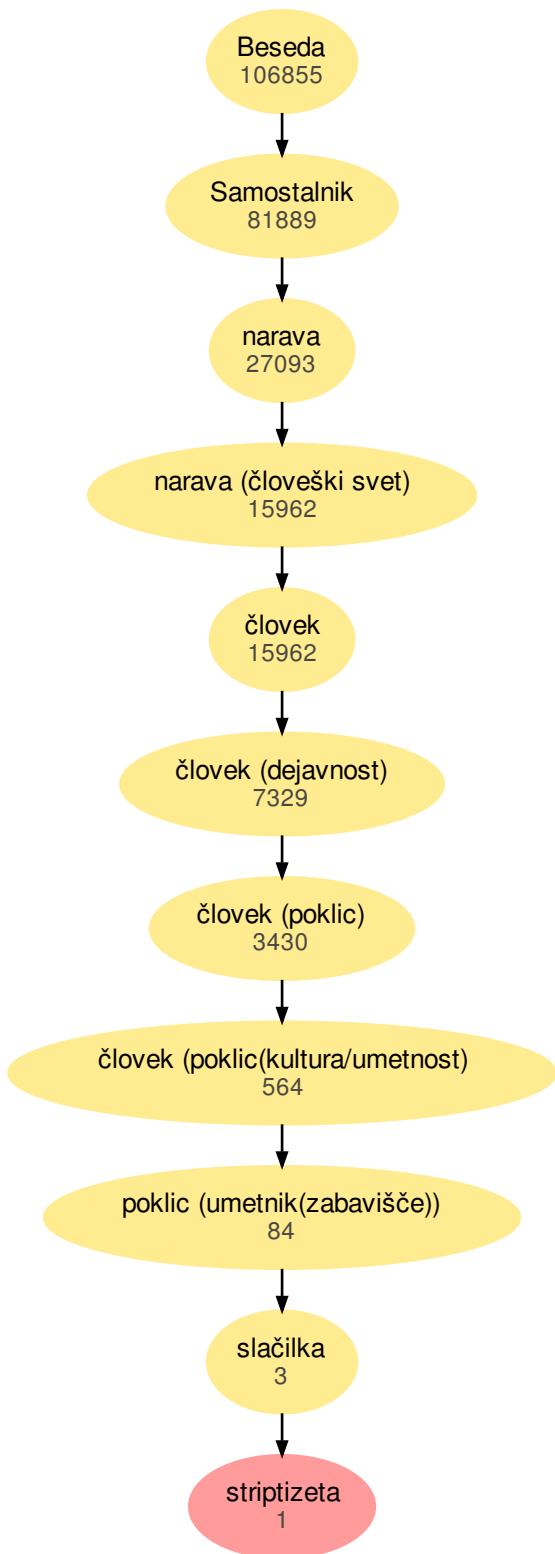 Beseda
106855
Samostalnik
81889
narava
27093
narava (človeški svet)
15962
človek
15962
človek (dejavnost)
7329
človek (poklic)
3430
človek (poklic(kultura/umetnost)
564
poklic (umetnik(zabavišče))
84
slačilka
3
striptizeta
1